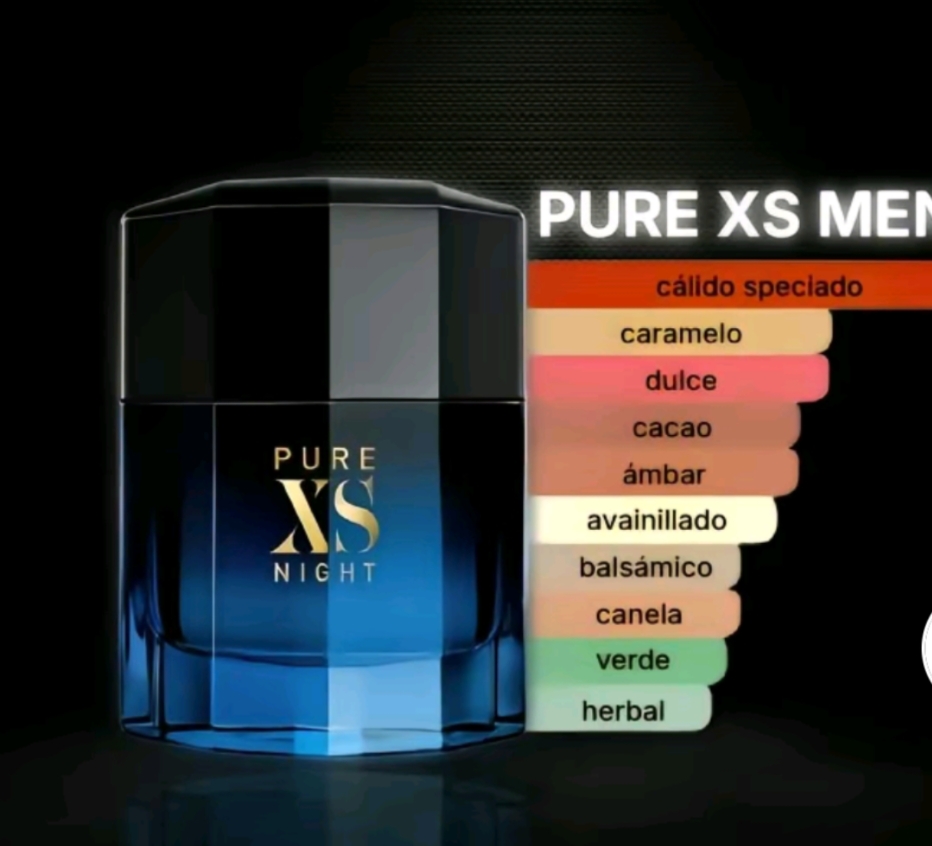 PURE XS MEN
cálido speciado
caramelo
dulce
cacao
ámbar
avainillado
balsámico
canela
verde
herbal
PURE
XS
NIGHT